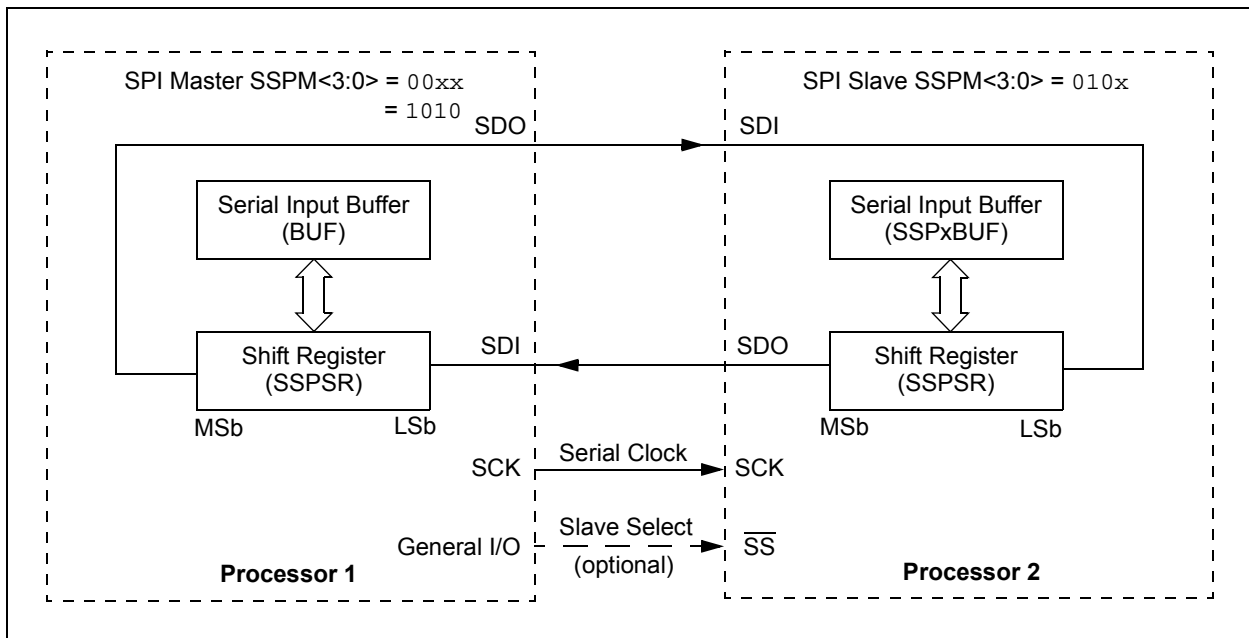 SPI Master SSPM<3:0> = 00xx
= 1010
SDO
Serial Input Buffer
(BUF)
SDI
Shift Register
(SSPSR)
MSb
LSb
SCK
General I/O
Processor 1
Serial Clock
Slave Select
(optional)
SPI Slave SSPM<3:0> = 010x
SDI
Serial Input Buffer
(SSPxBUF)
SDO
Shift Register
(SSPSR)
MSb
LSb
SCK
S̅S̅
Processor 2